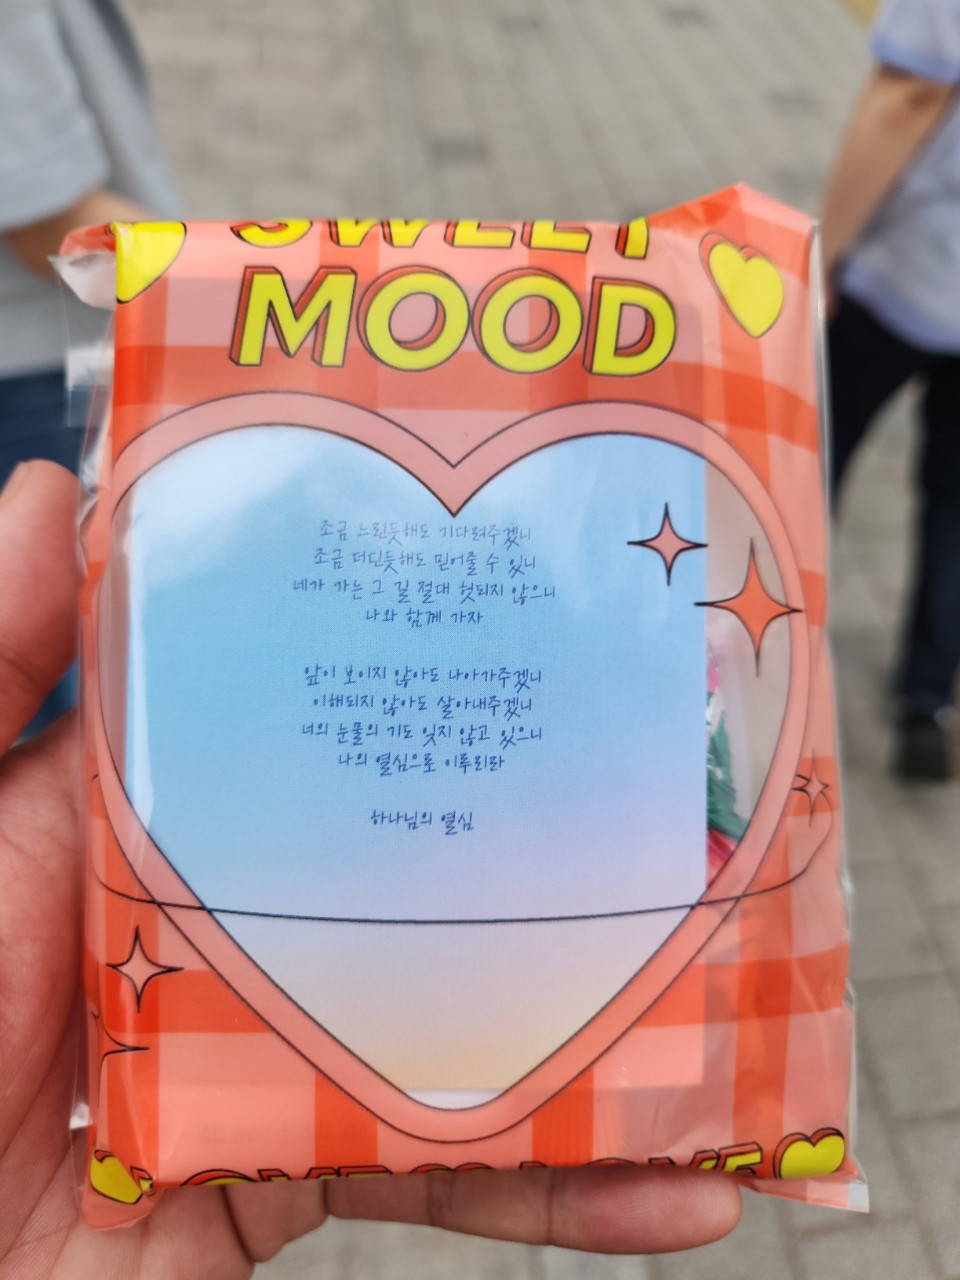 SWEET
MOOD
조금 느린듯해도 기다려주겠니
조금 더딘듯해도 믿어줄 수 있니
네가 가는 그 길 절대 헛되지 않으니
나와 함께 가자
앞이 보이지 않아도 나아가주겠니
이해되지 않아도 살아내주겠니
너의 눈물의 기도 잊지 않고 있으니
나의 열심으로 이루리라
하나님의 열심
LOVE LOVE